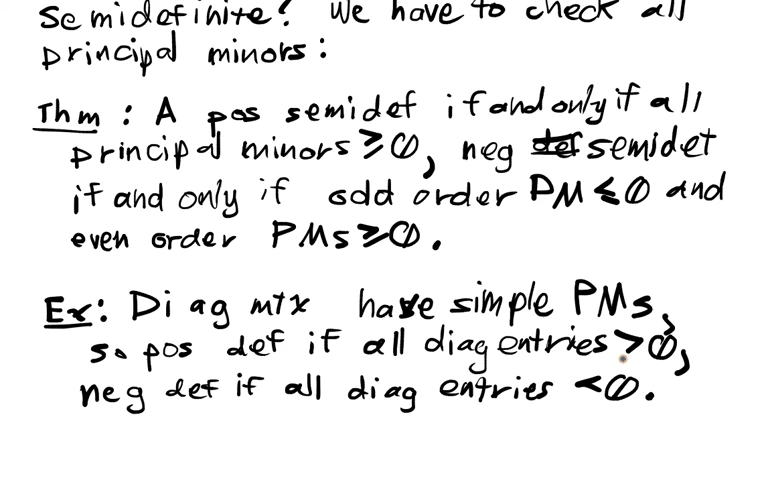 semidefinite? We have to check all
principal minors:
Thm: A pos semidef if and only if all
principal minors ≥0, neg semidef
if and only if odd order PM ≤ 0 and
even order PMs ≥0.
Ex: Diag mtx have simple PMs,
so pos def if all diag entries >0,
neg def if all diag entries <0.